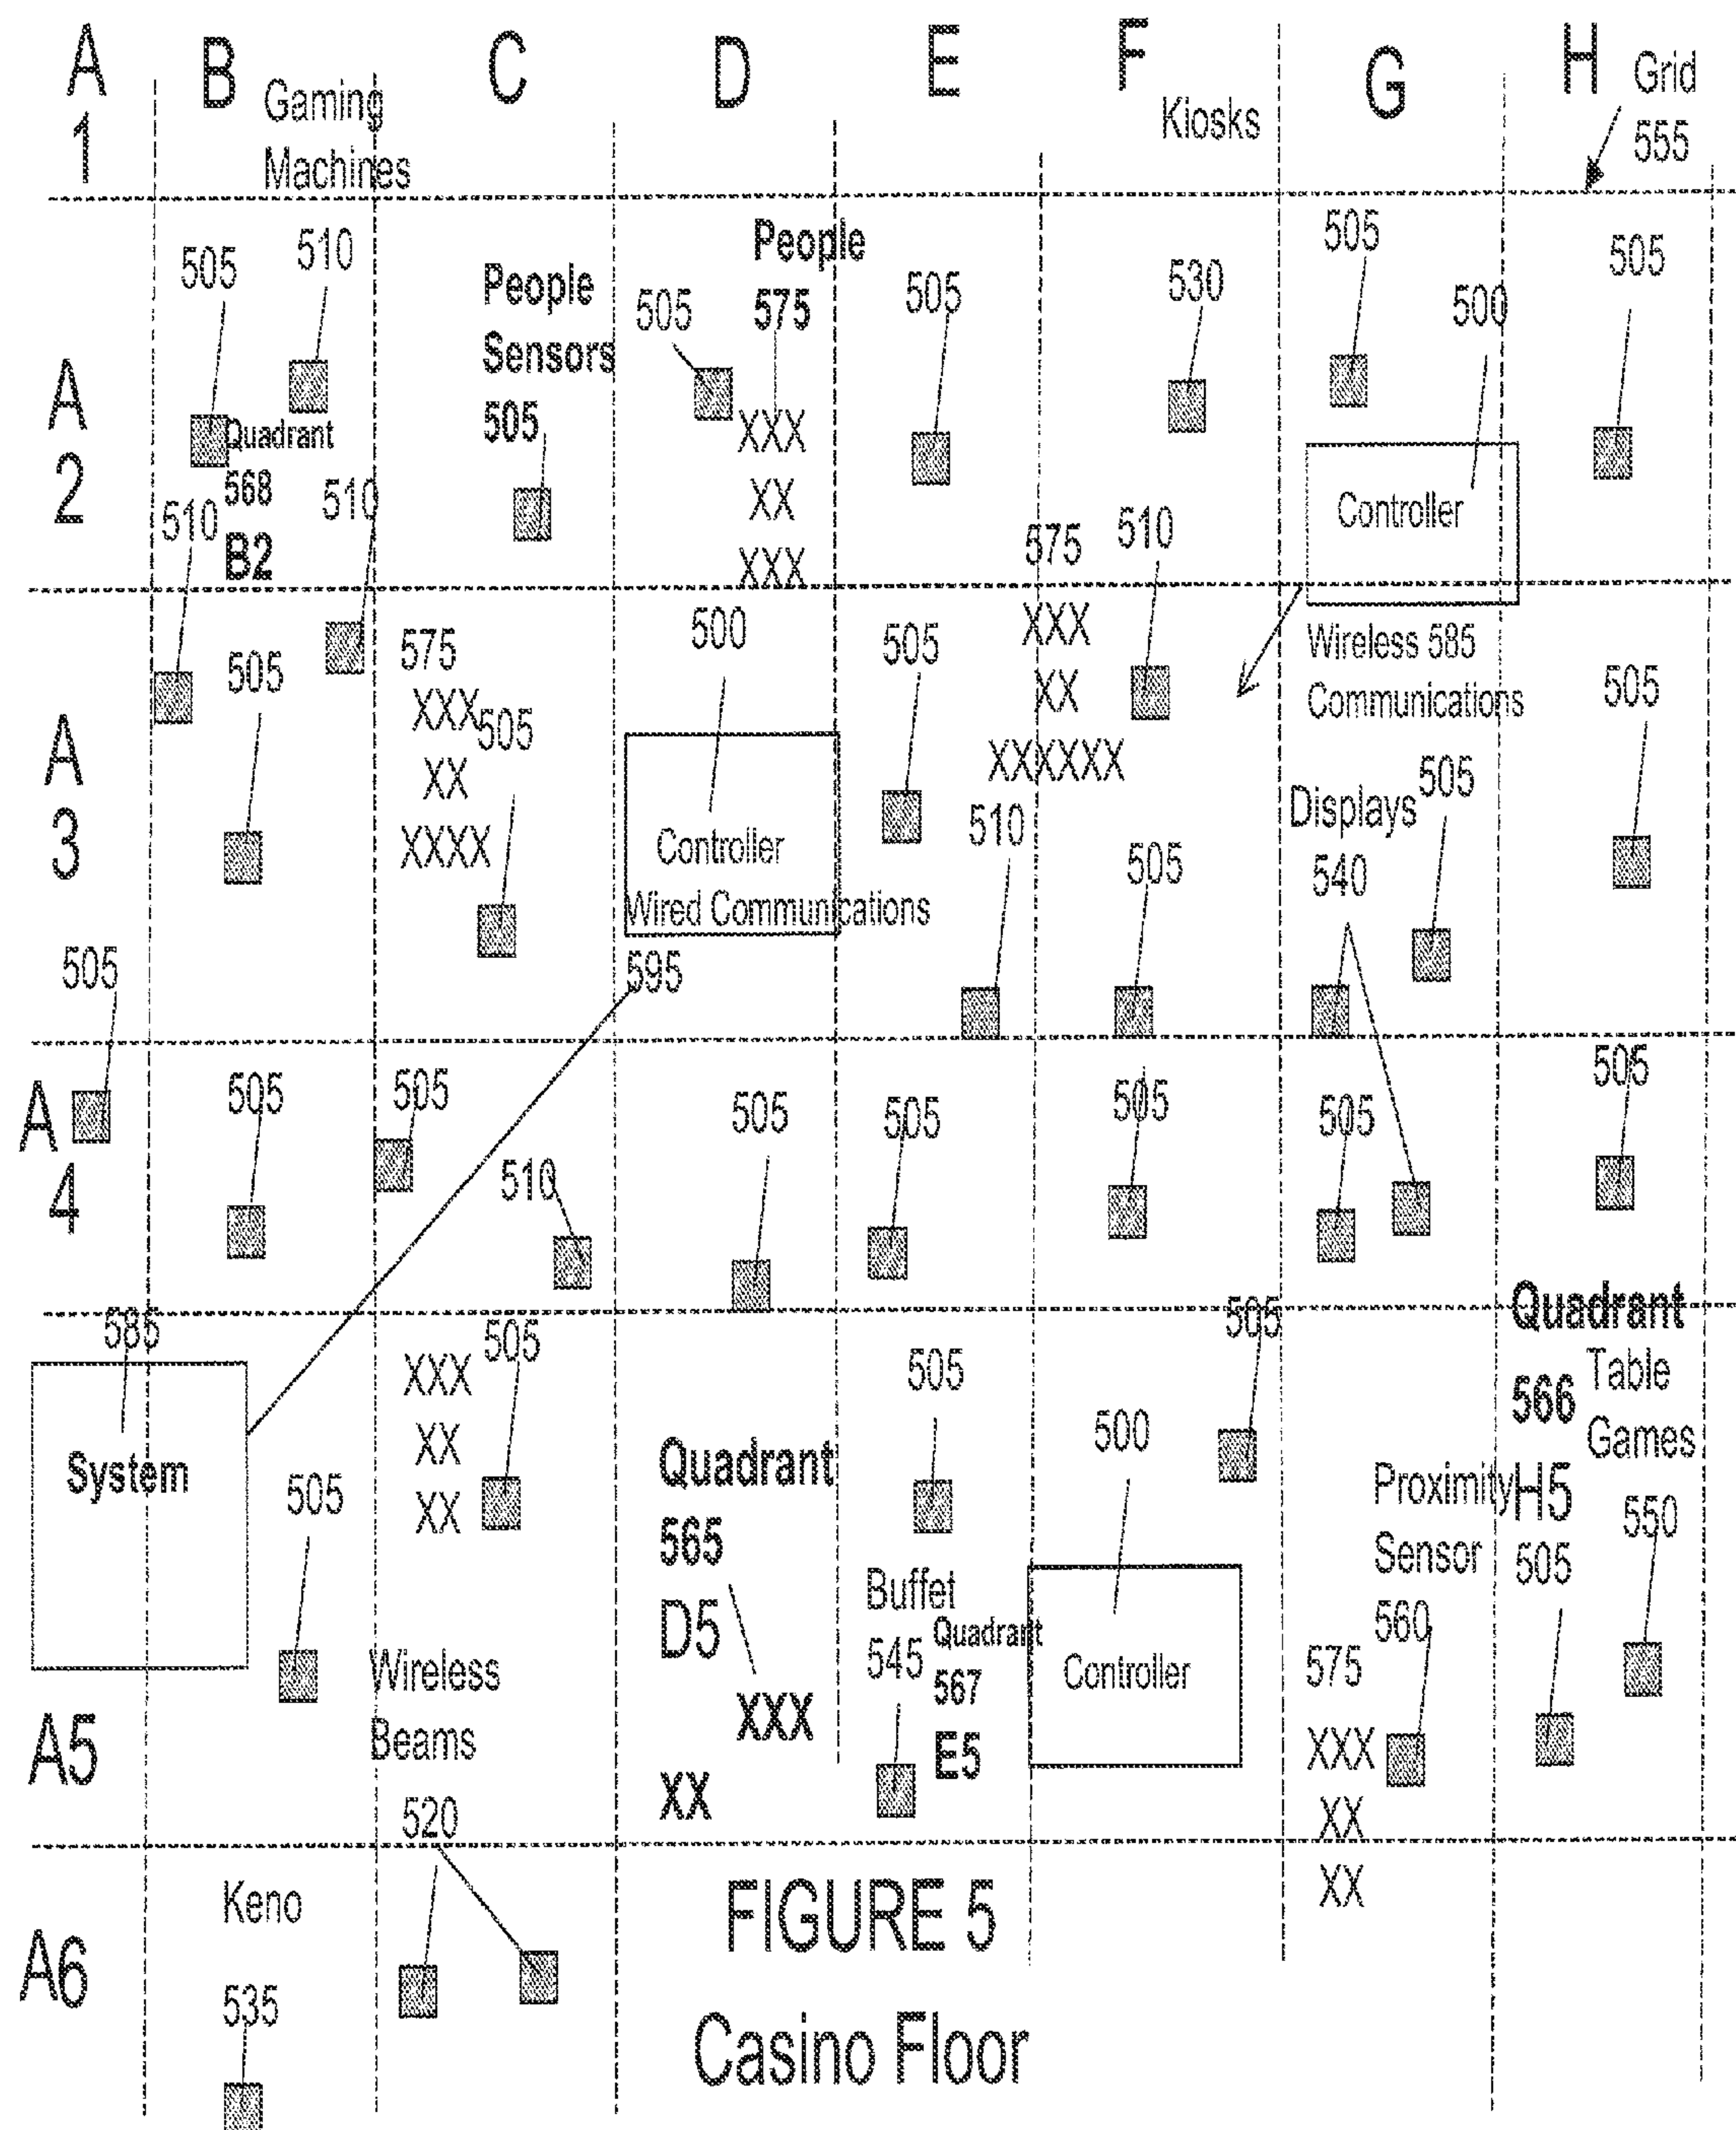 A B C D E F G H
1
Gaming
Machines
Kiosks
Grid
555
A
2
505
510
People
Sensors
505
505
People
575
XXX
XX
XXX
505
530
505
500
505
Quadrant
568
B2
510
510
575
510
Controller
XXX
XX
XXXXXX
Wireless 585
Communications
A
3
505
575
XXX
XX
XXXX
505
500
Controller
Wired Communications
595
505
510
505
Displays
540
505
505
505
A
4
505
505
510
505
505
505
505
505
585
System
505
XXX
XX
XX
505
Quadrant
565
D5
XXX
XX
505
Buffet
545
Quadrant
567
E5
505
500
Controller
Proximity
Sensor
560
575
XXX
XX
XX
Quadrant
566
H5
Table
Games
550
505
A5
Wireless
Beams
520
A6
Keno
535
FIGURE 5
Casino Floor